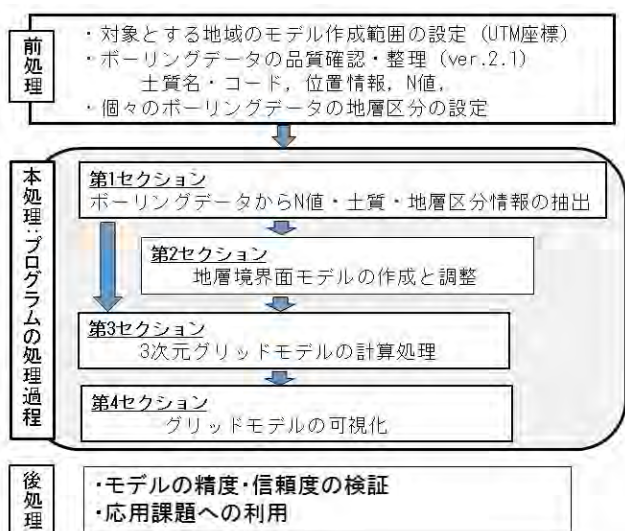 前処理
・対象とする地域のモデル作成範囲の設定（UTM座標）
・ボーリングデータの品質確認・整理（ver.2.1）
土質名・コード，位置情報，N値，
・個々のボーリングデータの地層区分の設定
本処理：プログラムの処理過程
第1セクション
ボーリングデータからN値・土質・地層区分情報の抽出
第2セクション
地層境界面モデルの作成と調整
第3セクション
3次元グリッドモデルの計算処理
第4セクション
グリッドモデルの可視化
後処理
・モデルの精度・信頼度の検証
・応用課題への利用